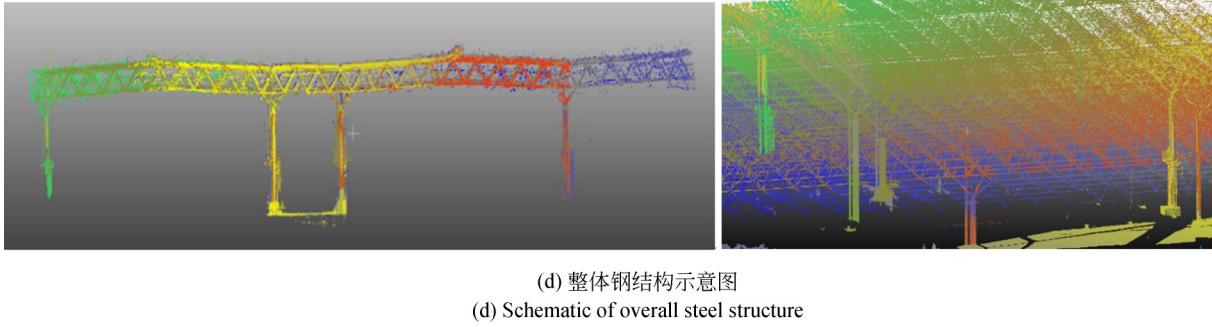 (d) 整体钢结构示意图
(d) Schematic of overall steel structure